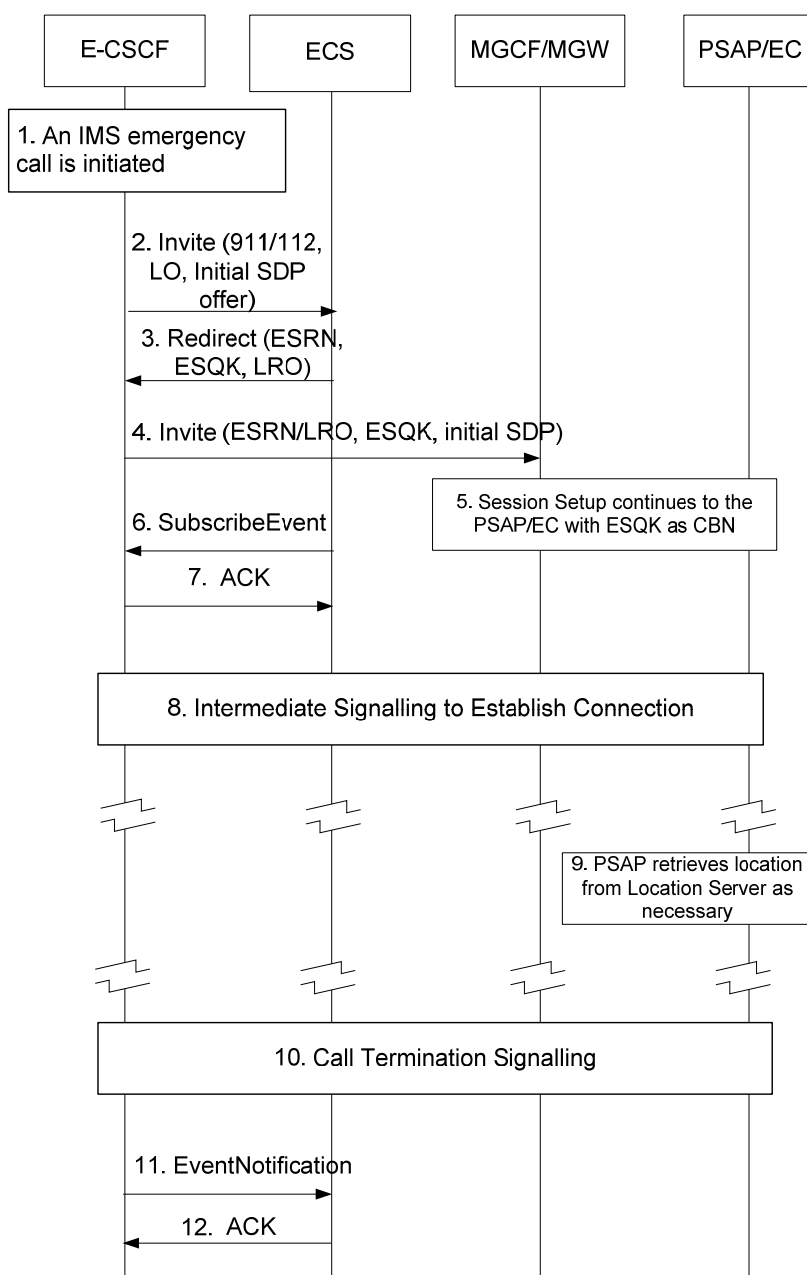 E-CSCF
ECS
MGCF/MGW
PSAP/EC
1. An IMS emergency
call is initiated
2. Invite (911/112,
LO, Initial SDP
offer)
3. Redirect (ESRN,
ESQK, LRO)
4. Invite (ESRN/LRO, ESQK, initial SDP)
5. Session Setup continues to the
PSAP/EC with ESQK as CBN
6. SubscribeEvent
7. ACK
8. Intermediate Signalling to Establish Connection
9. PSAP retrieves location
from Location Server as
necessary
10. Call Termination Signalling
11. EventNotification
12. ACK